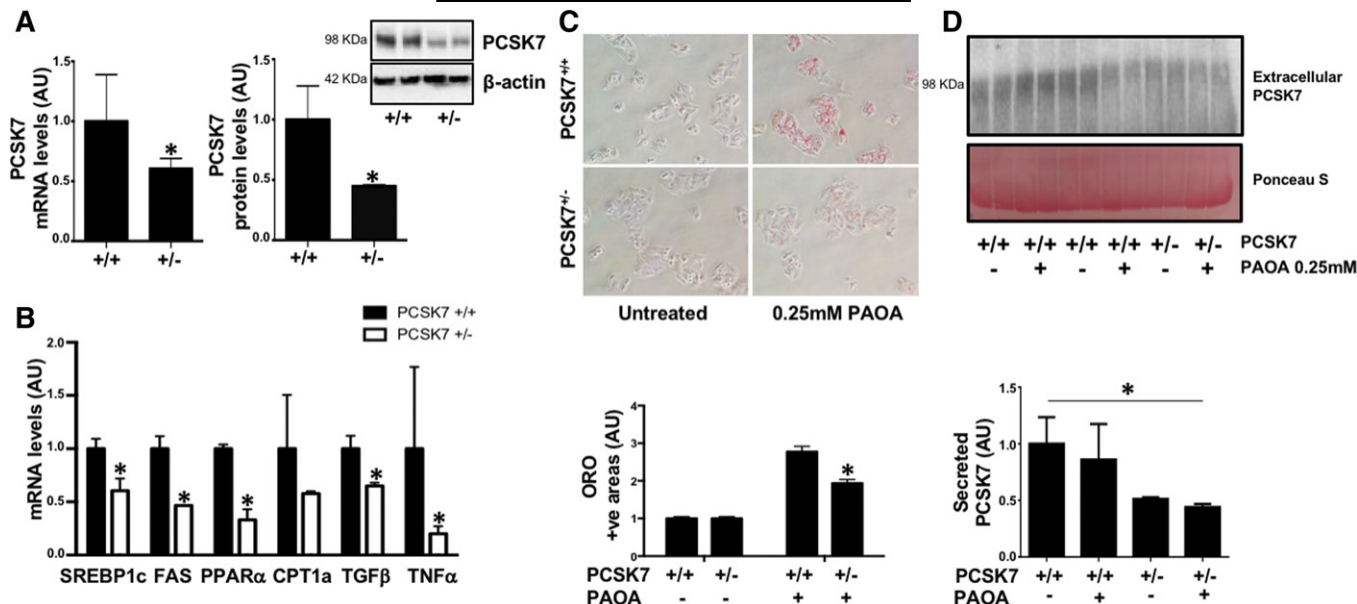 A
PCSK7
mRNA levels (AU)
1.5
1.0
0.5
0.0
*
+/+ +/-
PCSK7
protein levels (AU)
1.5
1.0
0.5
0.0
*
+/+ +/-
98 KDa
PCSK7
42 KDa
β-actin
+/+ +/-
B
PCSK7 +/+
PCSK7 +/-
mRNA levels (AU)
2.0
1.5
1.0
0.5
0.0
* * * * *
SREBP1c FAS PPARα CPT1a TGFβ TNFα
C
PCSK7+/+
PCSK7+/-
Untreated 0.25mM PAOA
ORO
+ve areas (AU)
4
3
2
1
0
*
PCSK7 +/+ +/- +/+ +/-
PAOA - - + +
D
98 KDa
Extracellular
PCSK7
Ponceau S
+/+ +/+ +/+ +/+ +/- +/- PCSK7
- + - + - + PAOA 0.25mM
Secreted
PCSK7 (AU)
1.5
1.0
0.5
0.0
*
PCSK7 +/+ +/+ +/- +/-
PAOA - + - +